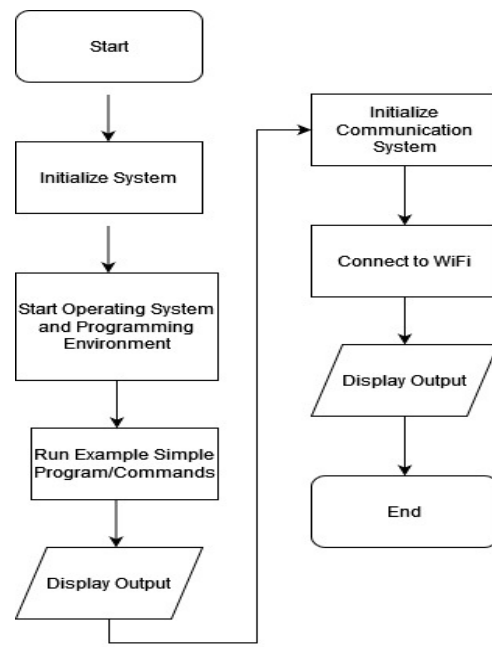 Start
Initialize System
Start Operating System
and Programming
Environment
Run Example Simple
Program/Commands
Display Output
Initialize
Communication
System
Connect to WiFi
Display Output
End